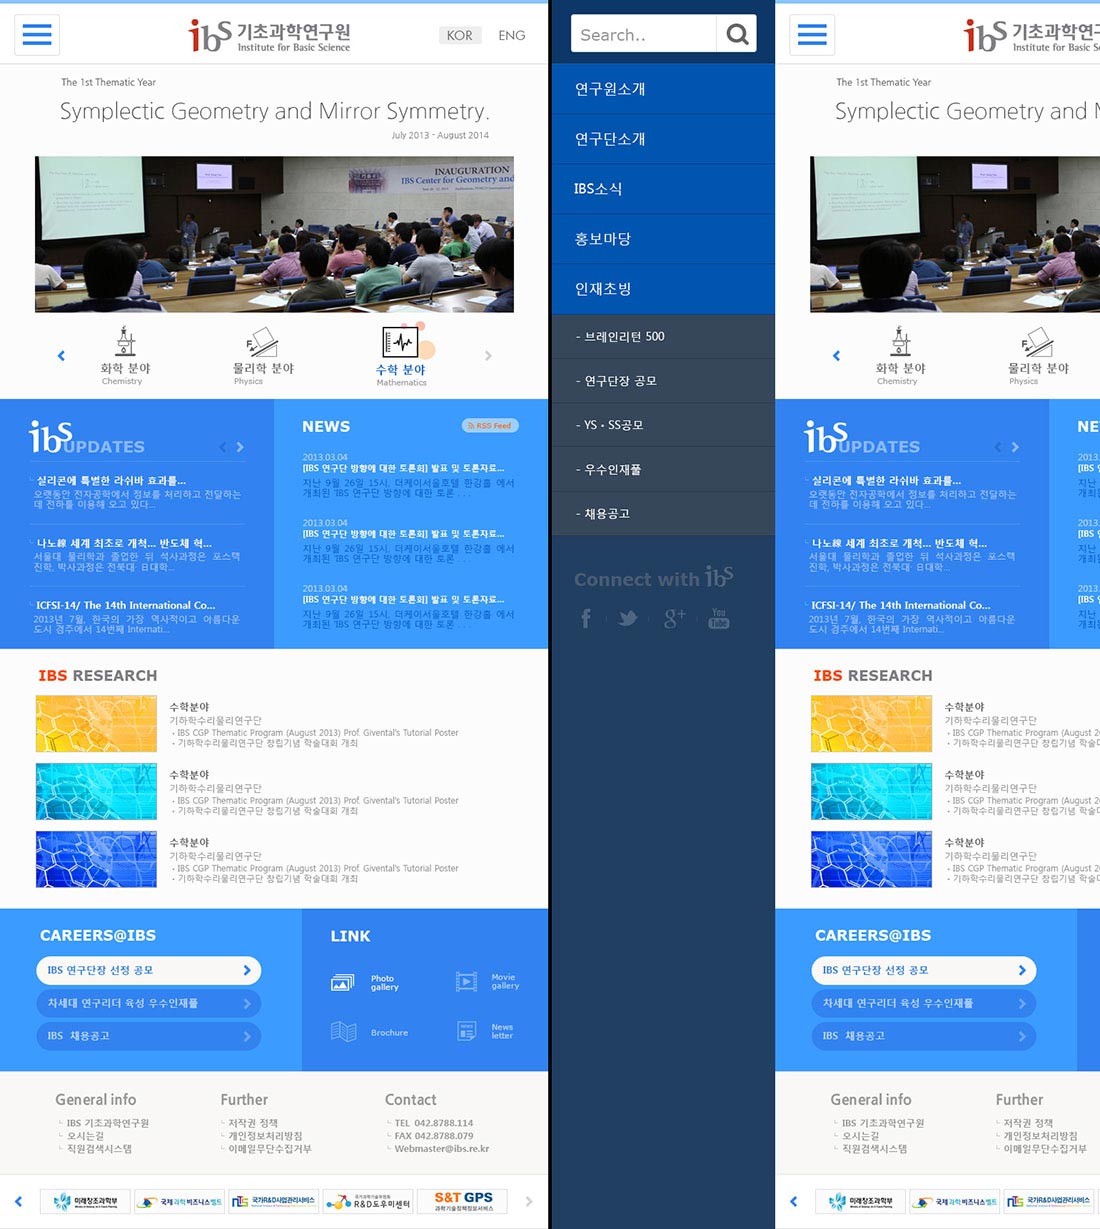 ibs 기초과학연구원
Institute for Basic Science
KOR
ENG
The 1st Thematic Year
Symplectic Geometry and Mirror Symmetry.
July 2013 - August 2014
INAUGURATION
IBS Center for Geometry and
화학 분야
Chemistry
물리학 분야
Physics
수학 분야
Mathematics
ibs UPDATES
실리콘에 특별한 라쉬바 효과를...
오랫동안 전자공학에서 정보를 처리하고 전달하는
데 전하를 이용해 오고 있다...
나노線 세계 최초로 개척... 반도체 혁...
서울대 물리학과 졸업한 뒤 석사과정은 포스텍
진학, 박사과정은 전북대· 日대학...
ICFSI-14/ The 14th International Co...
2013년 7월, 한국의 가장 역사적이고 아름다운
도시 경주에서 14번째 Internati...
NEWS
RSS Feed
2013.03.04
[IBS 연구단 방향에 대한 토론회] 발표 및 토론자료...
지난 9월 26일 15시, 더케이서울호텔 한강홀 에서
개최된 'IBS 연구단 방향에 대한 토론 . . .
2013.03.04
[IBS 연구단 방향에 대한 토론회] 발표 및 토론자료...
지난 9월 26일 15시, 더케이서울호텔 한강홀 에서
개최된 'IBS 연구단 방향에 대한 토론 . . .
2013.03.04
[IBS 연구단 방향에 대한 토론회] 발표 및 토론자료...
지난 9월 26일 15시, 더케이서울호텔 한강홀 에서
개최된 'IBS 연구단 방향에 대한 토론 . . .
IBS RESEARCH
수학분야
기하학수리물리연구단
· IBS CGP Thematic Program (August 2013) Prof. Givental's Tutorial Poster
· 기하학수리물리연구단 창립기념 학술대회 개최
수학분야
기하학수리물리연구단
· IBS CGP Thematic Program (August 2013) Prof. Givental's Tutorial Poster
· 기하학수리물리연구단 창립기념 학술대회 개최
수학분야
기하학수리물리연구단
· IBS CGP Thematic Program (August 2013) Prof. Givental's Tutorial Poster
· 기하학수리물리연구단 창립기념 학술대회 개최
CAREERS@IBS
IBS 연구단장 선정 공모
차세대 연구리더 육성 우수인재풀
IBS 채용공고
LINK
Photo
gallery
Movie
gallery
Brochure
News
letter
General info
IBS 기초과학연구원
오시는길
직원검색시스템
Further
저작권 정책
개인정보처리방침
이메일무단수집거부
Contact
TEL 042.8788.114
FAX 042.8788.079
Webmaster@ibs.re.kr
미래창조과학부
국제과학비즈니스벨트
NTIS 국가R&D사업관리서비스
R&D도우미센터
S&T GPS
과학기술정책정보서비스
Search..
연구원소개
연구단소개
IBS소식
홍보마당
인재초빙
- 브레인리턴 500
- 연구단장 공모
- YS · SS공모
- 우수인재풀
- 채용공고
Connect with ibs
f
g+
You
Tube
ibs 기초과학연구
Institute for Basic Sc
The 1st Thematic Year
Symplectic Geometry and M
화학 분야
Chemistry
물리학 분야
Physics
ibs UPDATES
실리콘에 특별한 라쉬바 효과를...
오랫동안 전자공학에서 정보를 처리하고 전달하는
데 전하를 이용해 오고 있다...
나노線 세계 최초로 개척... 반도체 혁...
서울대 물리학과 졸업한 뒤 석사과정은 포스텍
진학, 박사과정은 전북대· 日대학...
ICFSI-14/ The 14th International Co...
2013년 7월, 한국의 가장 역사적이고 아름다운
도시 경주에서 14번째 Internati...
NE
2013
[IBS
지난
개최
2013
[IBS
지난
개최
2013
[IBS
지난
개최
IBS RESEARCH
수학분야
기하학수리물리연구단
· IBS CGP Thematic Program (August 20
· 기하학수리물리연구단 창립기념 학술
수학분야
기하학수리물리연구단
· IBS CGP Thematic Program (August 20
· 기하학수리물리연구단 창립기념 학술
수학분야
기하학수리물리연구단
· IBS CGP Thematic Program (August 20
· 기하학수리물리연구단 창립기념 학술
CAREERS@IBS
IBS 연구단장 선정 공모
차세대 연구리더 육성 우수인재풀
IBS 채용공고
General info
IBS 기초과학연구원
오시는길
직원검색시스템
Further
저작권 정책
개인정보처리방침
이메일무단수집거부
미래창조과학부
국제과학비즈니스벨트
NTIS 국가R&D사업관리서비스